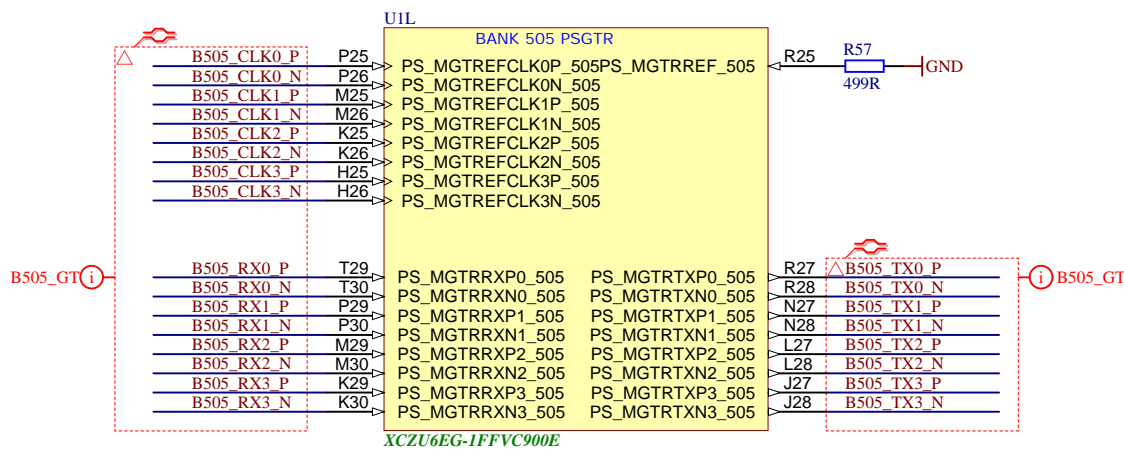 U1L
BANK 505 PSGTR
B505_CLK0_P P25 PS_MGTREFCLK0P_505 PS_MGTRREF_505 R25 R57 499R GND
B505_CLK0_N P26 PS_MGTREFCLK0N_505
B505_CLK1_P M25 PS_MGTREFCLK1P_505
B505_CLK1_N M26 PS_MGTREFCLK1N_505
B505_CLK2_P K25 PS_MGTREFCLK2P_505
B505_CLK2_N K26 PS_MGTREFCLK2N_505
B505_CLK3_P H25 PS_MGTREFCLK3P_505
B505_CLK3_N H26 PS_MGTREFCLK3N_505
B505_GT i
B505_RX0_P T29 PS_MGTRRXP0_505 PS_MGTRTXP0_505 R27 B505_TX0_P
B505_RX0_N T30 PS_MGTRRXN0_505 PS_MGTRTXN0_505 R28 B505_TX0_N
B505_RX1_P P29 PS_MGTRRXP1_505 PS_MGTRTXP1_505 N27 B505_TX1_P
B505_RX1_N P30 PS_MGTRRXN1_505 PS_MGTRTXN1_505 N28 B505_TX1_N
B505_RX2_P M29 PS_MGTRRXP2_505 PS_MGTRTXP2_505 L27 B505_TX2_P
B505_RX2_N M30 PS_MGTRRXN2_505 PS_MGTRTXN2_505 L28 B505_TX2_N
B505_RX3_P K29 PS_MGTRRXP3_505 PS_MGTRTXP3_505 J27 B505_TX3_P
B505_RX3_N K30 PS_MGTRRXN3_505 PS_MGTRTXN3_505 J28 B505_TX3_N
i B505_GT
XCZU6EG-1FFVC900E